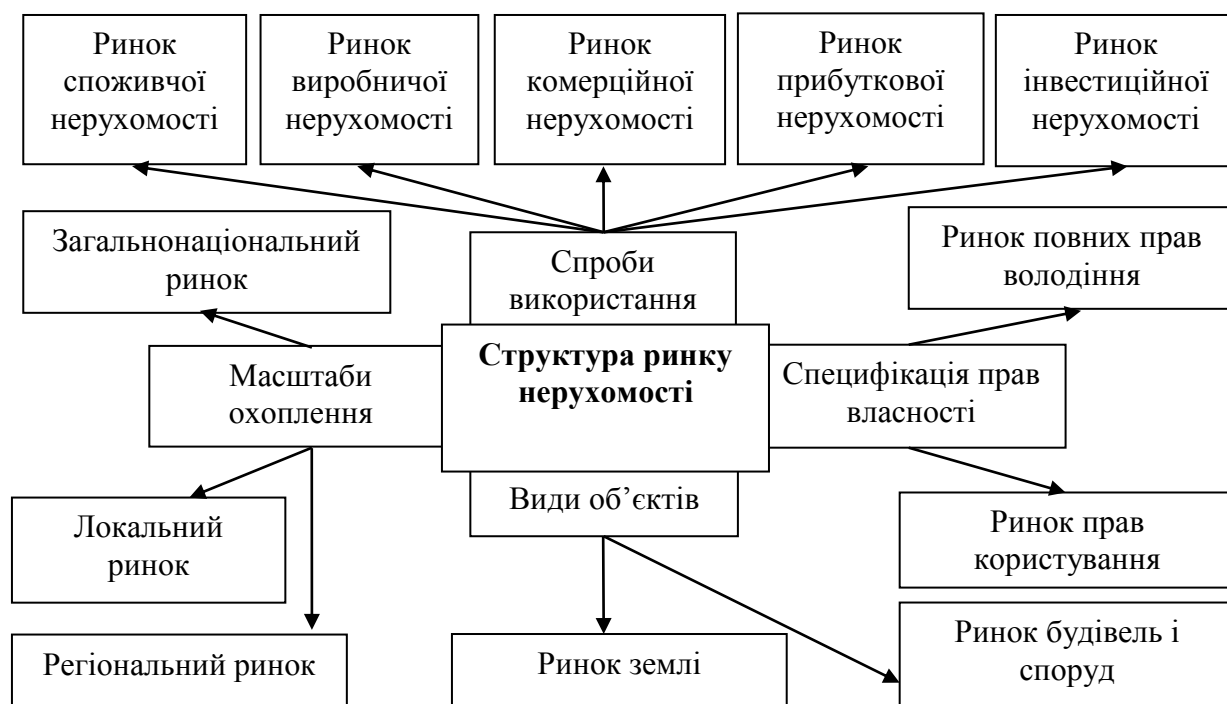 Ринок
споживчої
нерухомості
Ринок
виробничої
нерухомості
Ринок
комерційної
нерухомості
Ринок
прибуткової
нерухомості
Ринок
інвестиційної
нерухомості
Загальнонаціональний
ринок
Спроби
використання
Ринок повних прав
володіння
Масштаби
охоплення
Структура ринку
нерухомості
Специфікація прав
власності
Види об’єктів
Локальний
ринок
Ринок прав
користування
Регіональний ринок
Ринок землі
Ринок будівель і
споруд